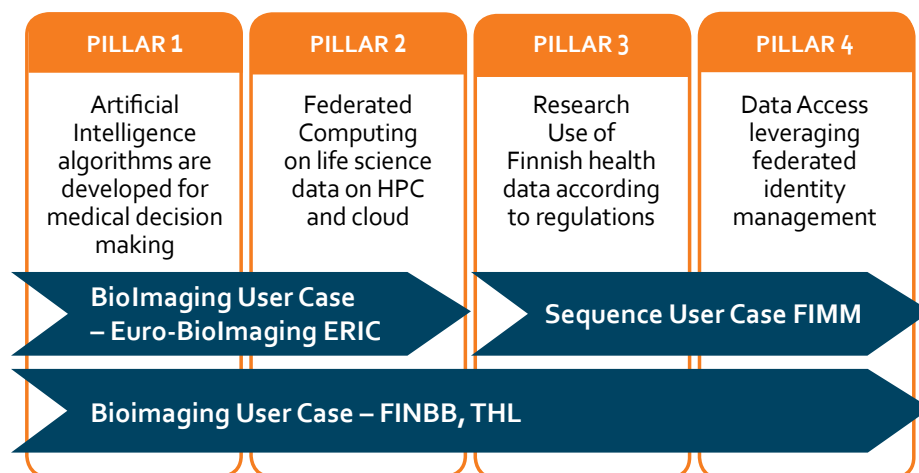 PILLAR 1
Artificial
Intelligence
algorithms are
developed for
medical decision
making
PILLAR 2
Federated
Computing
on life science
data on HPC
and cloud
PILLAR 3
Research
Use of
Finnish health
data according
to regulations
PILLAR 4
Data Access
leveraging
federated
identity
management
BioImaging User Case
– Euro-BioImaging ERIC
Sequence User Case FIMM
Bioimaging User Case – FINBB, THL